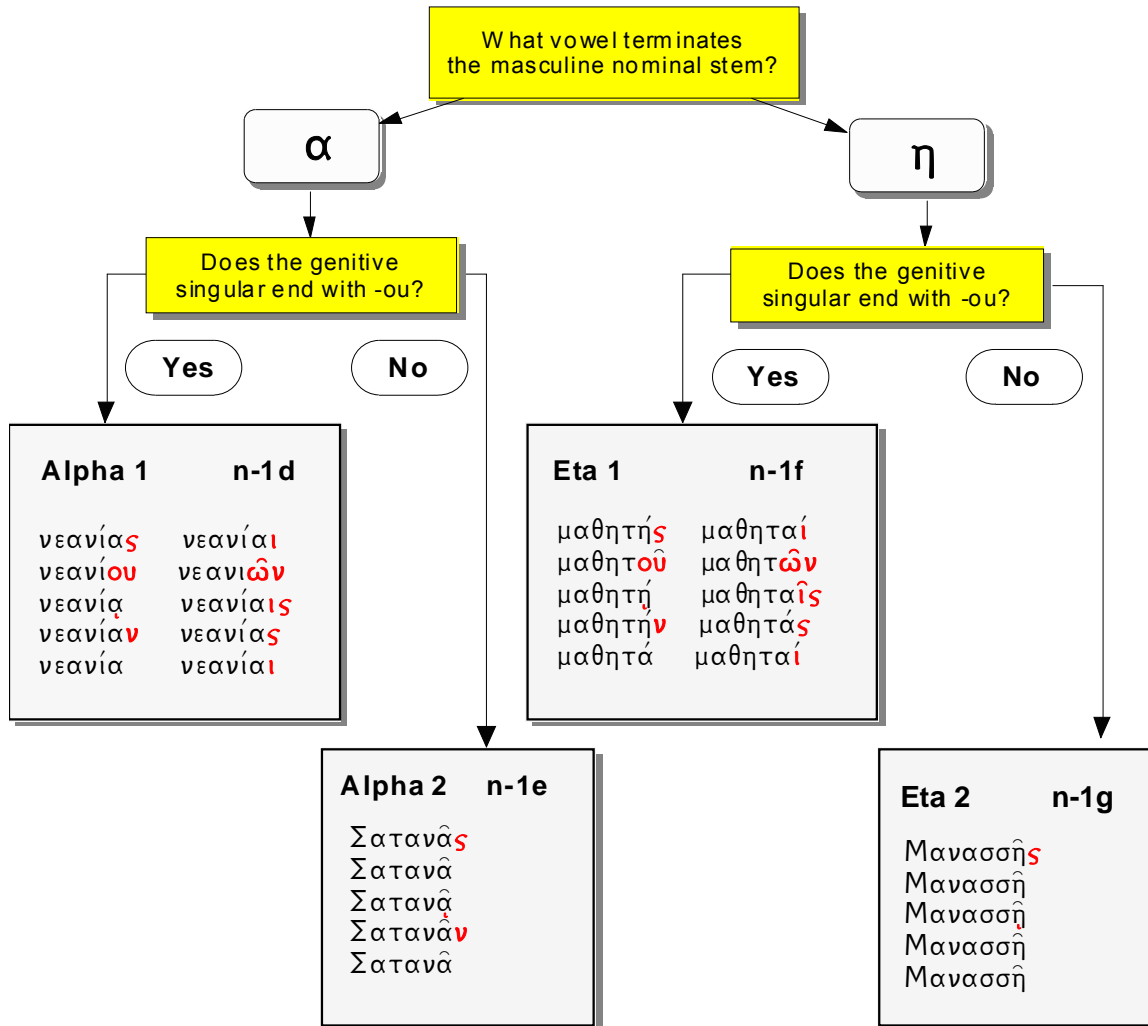 What vowel terminates
the masculine nominal stem?
α
η
Does the genitive
singular end with -ou?
Does the genitive
singular end with -ou?
Yes
No
Yes
No
Alpha 1 n-1d
νεανίας νεανίαι
νεανίου νεανιῶν
νεανίᾳ νεανίαις
νεανίαν νεανίας
νεανία νεανίαι
Eta 1 n-1f
μαθητής μαθηταί
μαθητοῦ μαθητῶν
μαθητῄ μαθηταῖς
μαθητήν μαθητάς
μαθητά μαθηταί
Alpha 2 n-1e
Σατανᾶς
Σατανᾶ
Σατανᾷ
Σατανᾶν
Σατανᾶ
Eta 2 n-1g
Μανασσῆς
Μανασσῆ
Μανασσῇ
Μανασσῆ
Μανασσῆ